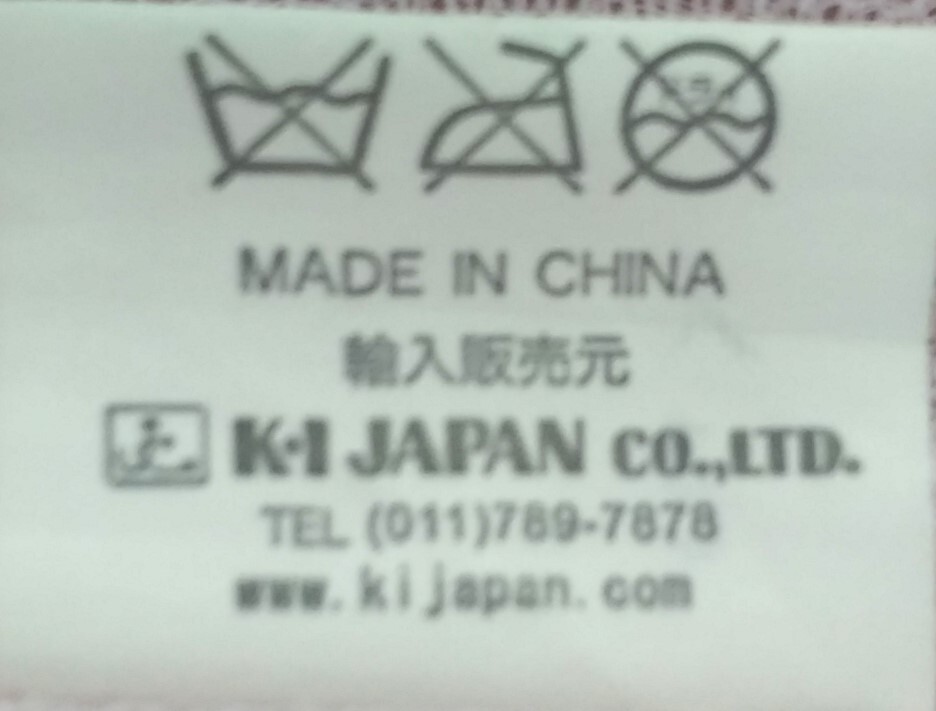 MADE IN CHINA
輸入販売元
K·I JAPAN CO.,LTD.
TEL (011)789-7878
www.kijapan.com